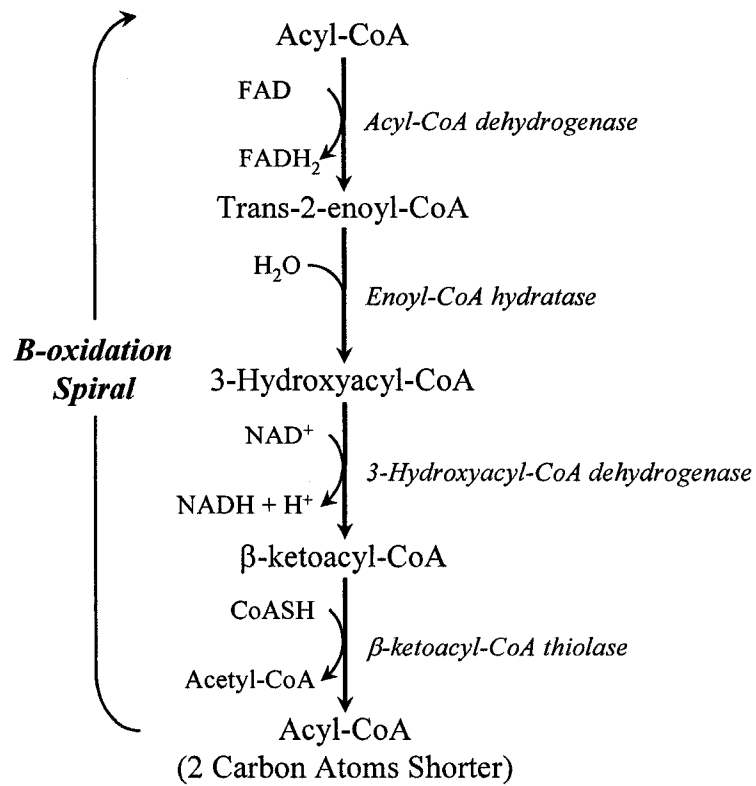 Acyl-CoA
FAD
Acyl-CoA dehydrogenase
FADH₂
Trans-2-enoyl-CoA
H₂O
Enoyl-CoA hydratase
B-oxidation
Spiral
3-Hydroxyacyl-CoA
NAD⁺
3-Hydroxyacyl-CoA dehydrogenase
NADH + H⁺
β-ketoacyl-CoA
CoASH
β-ketoacyl-CoA thiolase
Acetyl-CoA
Acyl-CoA
(2 Carbon Atoms Shorter)